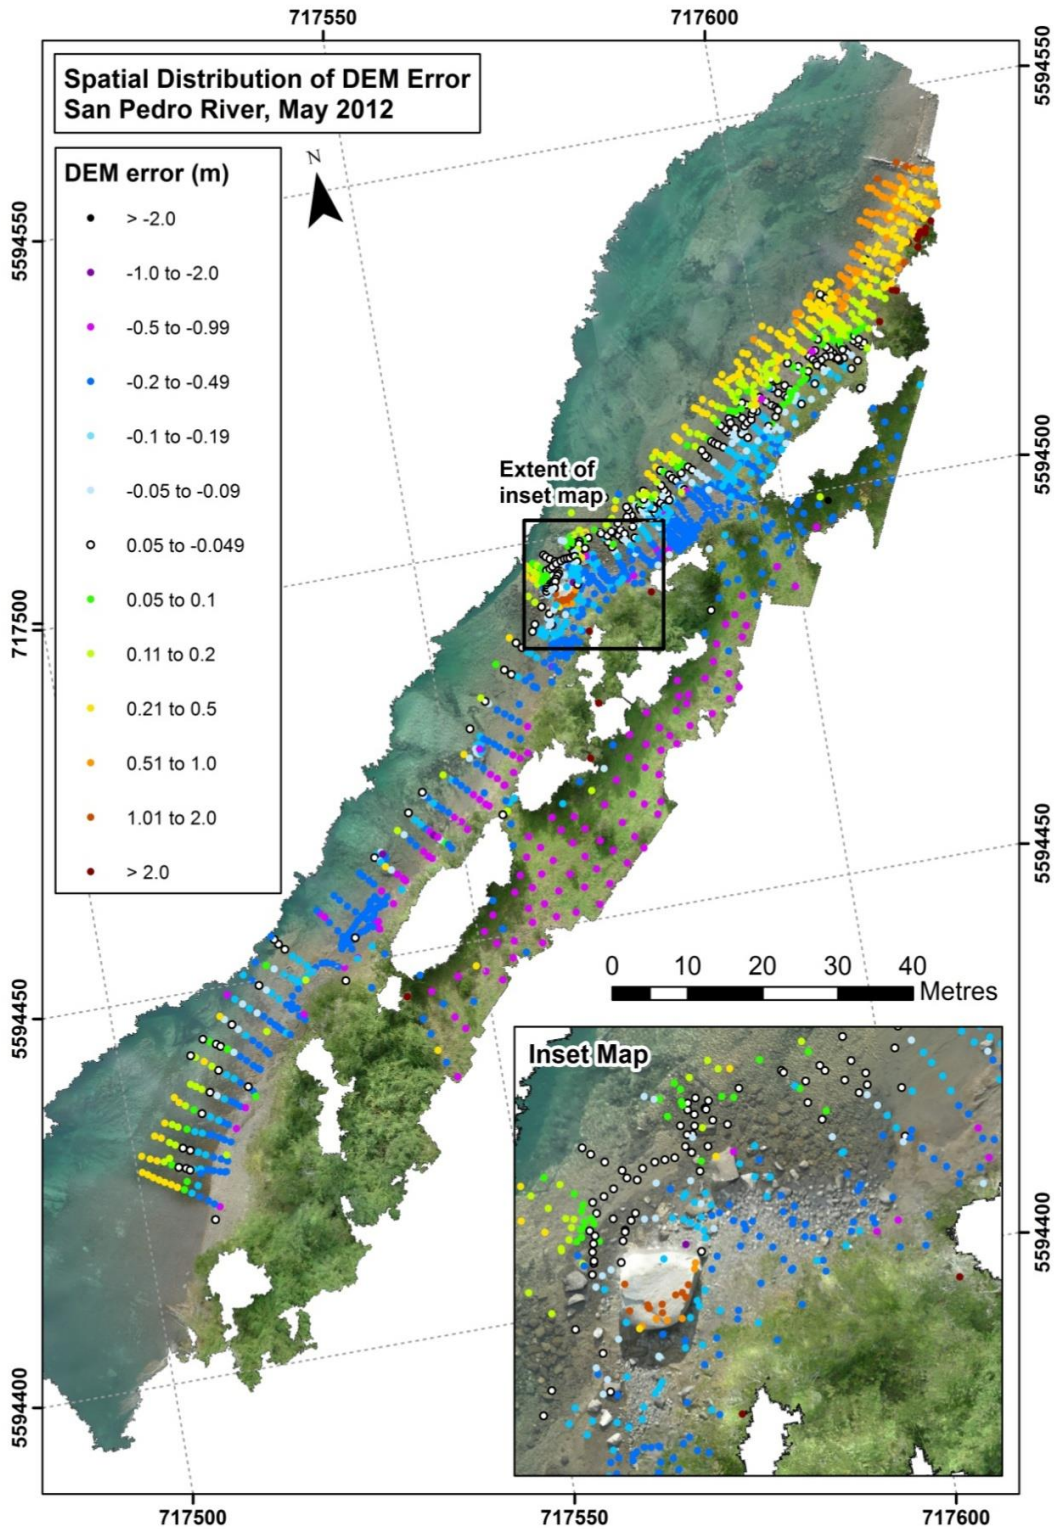 717550
717600
Spatial Distribution of DEM Error
San Pedro River, May 2012
5594550
DEM error (m)
N
> -2.0
-1.0 to -2.0
-0.5 to -0.99
-0.2 to -0.49
-0.1 to -0.19
-0.05 to -0.09
0.05 to -0.049
0.05 to 0.1
0.11 to 0.2
0.21 to 0.5
0.51 to 1.0
1.01 to 2.0
> 2.0
5594550
717500
5594450
5594400
Extent of
inset map
5594500
5594450
5594400
0 10 20 30 40
Metres
Inset Map
717500
717550
717600